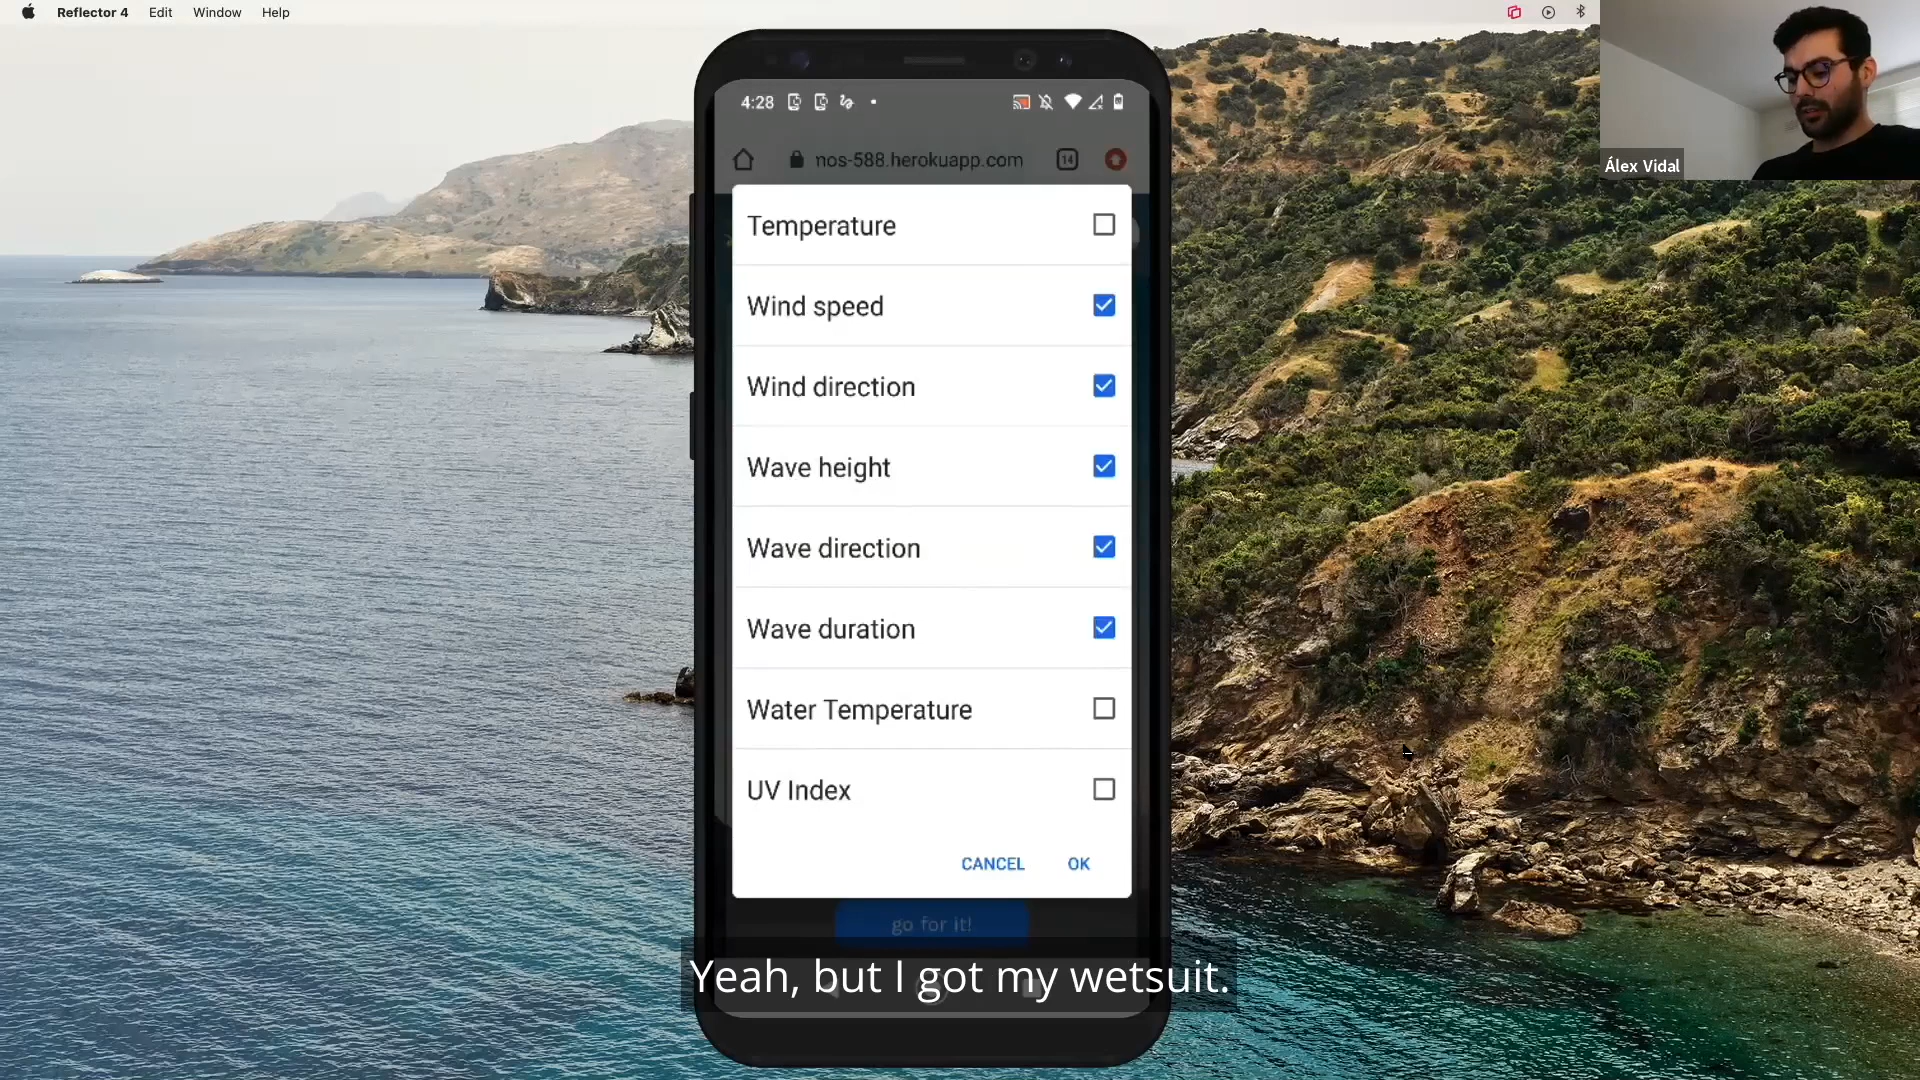 Reflector 4 Edit Window Help
Álex Vidal
4:28
nos-588.herokuapp.com 14
Temperature
Wind speed
Wind direction
Wave height
Wave direction
Wave duration
Water Temperature
UV Index
CANCEL OK
go for it!
Yeah, but I got my wetsuit.